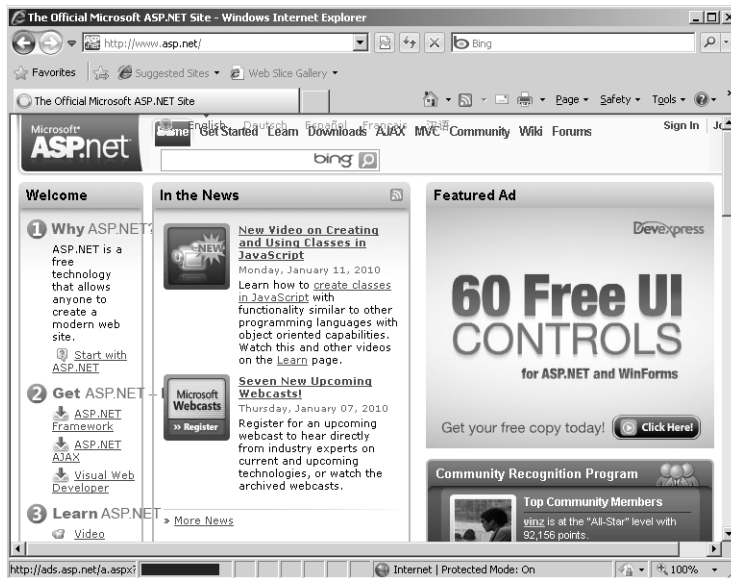 The Official Microsoft ASP.NET Site - Windows Internet Explorer
http://www.asp.net/
Bing
Favorites
Suggested Sites
Web Slice Gallery
The Official Microsoft ASP.NET Site
Page
Safety
Tools
»
Microsoft®
ASP.net
English Deutsch Español Français 汉语
Home Get Started Learn Downloads AJAX MVC Community Wiki Forums
Sign In
bing
Welcome
1 Why ASP.NET?
ASP.NET is a
free
technology
that allows
anyone to
create a
modern web
site.
Start with
ASP.NET
2 Get ASP.NET
ASP.NET
Framework
ASP.NET
AJAX
Visual Web
Developer
3 Learn ASP.NET
Video
In the News
NEW
New Video on Creating
and Using Classes in
JavaScript
Monday, January 11, 2010
Learn how to create classes
in JavaScript with
functionality similar to other
programming languages with
object oriented capabilities.
Watch this and other videos
on the Learn page.
Microsoft
Webcasts
» Register
Seven New Upcoming
Webcasts!
Thursday, January 07, 2010
Register for an upcoming
webcast to hear directly
from industry experts on
current and upcoming
technologies, or watch the
archived webcasts.
» More News
Featured Ad
DevExpress
60 Free UI
CONTROLS
for ASP.NET and WinForms
Get your free copy today!
Click Here!
Community Recognition Program
Top Community Members
vinz is at the "All-Star" level with
92,156 points.
http://ads.asp.net/a.aspx?
Internet | Protected Mode: On
100%